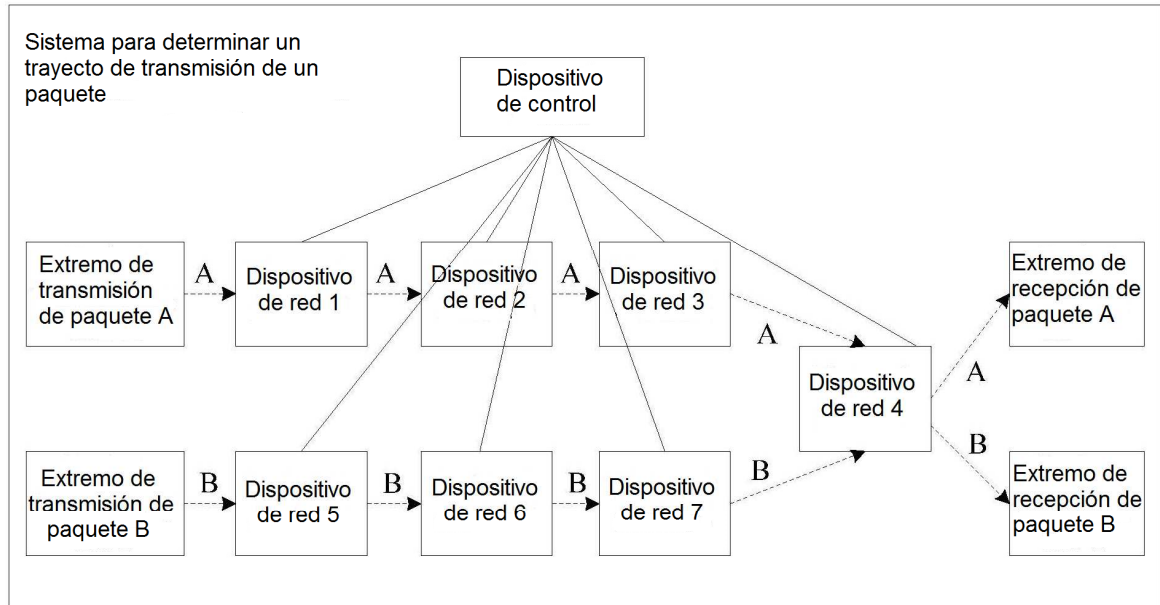 Sistema para determinar un
trayecto de transmisión de un
paquete
Dispositivo
de control
Extremo de
transmisión
de paquete A
A
Dispositivo
de red 1
A
Dispositivo
de red 2
A
Dispositivo
de red 3
A
Extremo de
recepción de
paquete A
A
Dispositivo
de red 4
Extremo de
transmisión de
paquete B
B
Dispositivo
de red 5
B
Dispositivo
de red 6
B
Dispositivo
de red 7
B
B
Extremo de
recepción de
paquete B